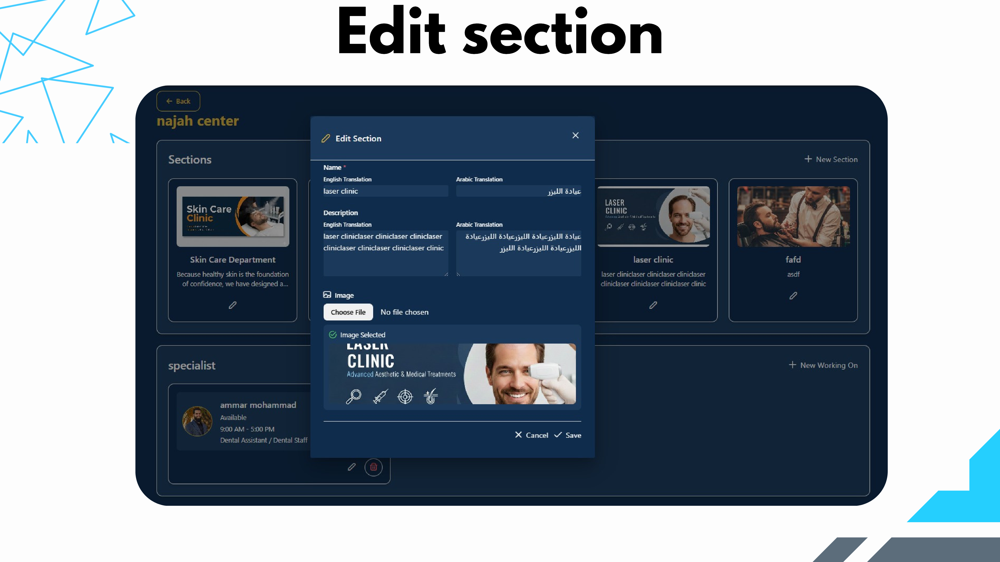 Edit section
Back
najah center
Sections
New Section
Skin Care
Clinic
Skin Care Department
Because healthy skin is the foundation
of confidence, we have designed a...
LASER
CLINIC
Advanced Aesthetic & Medical Treatments
laser clinic
laser cliniclaser cliniclaser cliniclaser
cliniclaser cliniclaser cliniclaser clinic
fafd
asdf
specialist
New Working On
ammar mohammad
Available
9:00 AM - 5:00 PM
Dental Assistant / Dental Staff
Edit Section
Name *
English Translation
Arabic Translation
laser clinic
عيادة الليزر
Description
English Translation
Arabic Translation
laser cliniclaser cliniclaser cliniclaser
cliniclaser cliniclaser cliniclaser clinic
عيادة الليزرعيادة الليزرعيادة الليزرعيادة
الليزرعيادة الليزرعيادة الليزر
Image
Choose File
No file chosen
Image Selected
LASER
CLINIC
Advanced Aesthetic & Medical Treatments
Cancel
Save